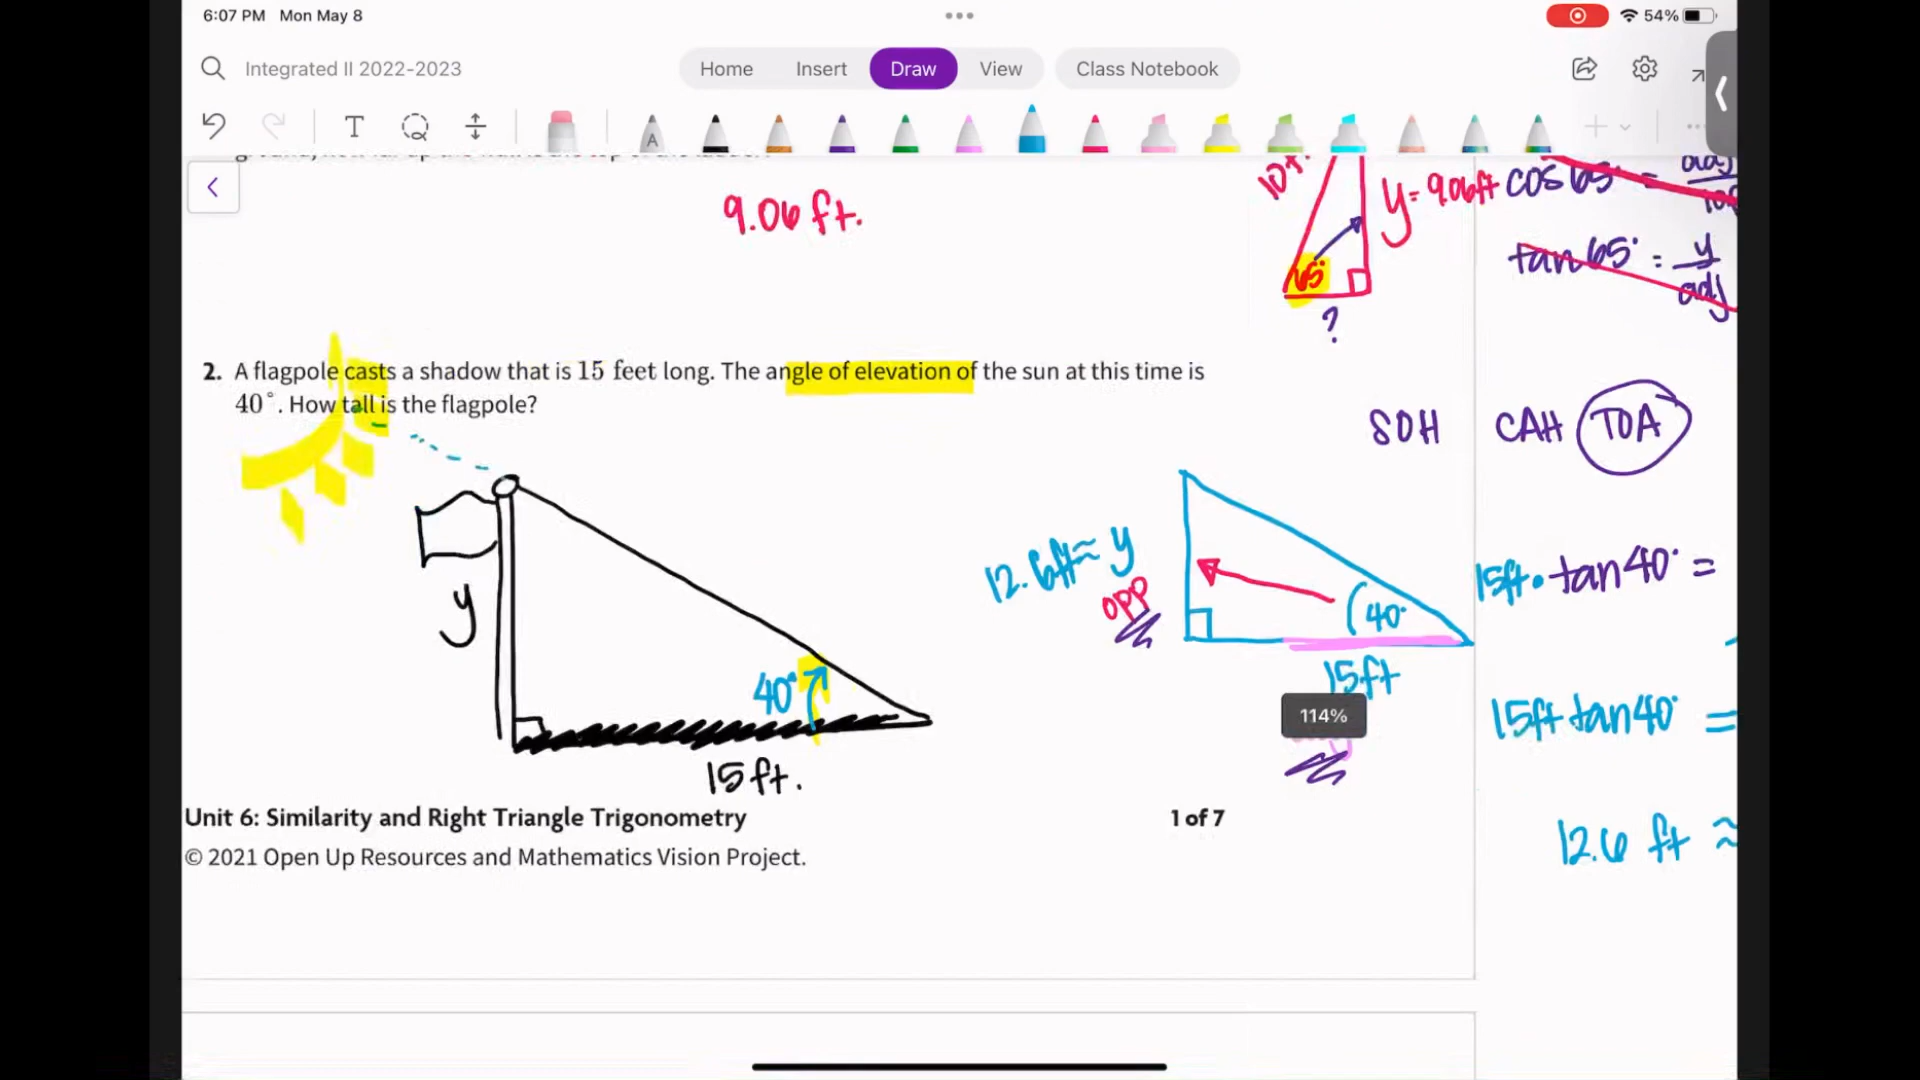 6:07 PM Mon May 8
54%
Integrated II 2022-2023
Home Insert Draw View Class Notebook
T
A
9.06 ft.
10ft.
65°
?
y = 9.06ft
cos 65° = adj
tan 65° = y/adj
2. A flagpole casts a shadow that is 15 feet long. The angle of elevation of the sun at this time is
40°. How tall is the flagpole?
SOH CAH TOA
y
40°
15 ft.
12.6ft ≈ y
opp
40°
15ft
114%
15ft • tan 40° =
15ft tan 40° =
12.6 ft ≈
Unit 6: Similarity and Right Triangle Trigonometry 1 of 7
© 2021 Open Up Resources and Mathematics Vision Project.